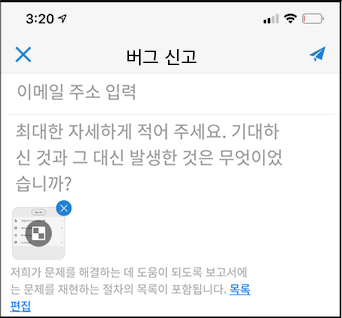 3:20
버그 신고
이메일 주소 입력
최대한 자세하게 적어 주세요. 기대하
신 것과 그 대신 발생한 것은 무엇이었
습니까?
저희가 문제를 해결하는 데 도움이 되도록 보고서에
는 문제를 재현하는 절차의 목록이 포함됩니다. 목록
편집